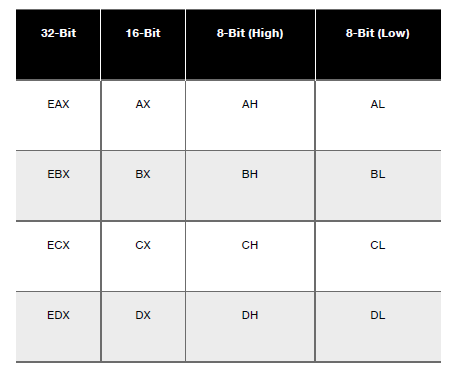 32-Bit 16-Bit 8-Bit (High) 8-Bit (Low)
EAX AX AH AL
EBX BX BH BL
ECX CX CH CL
EDX DX DH DL